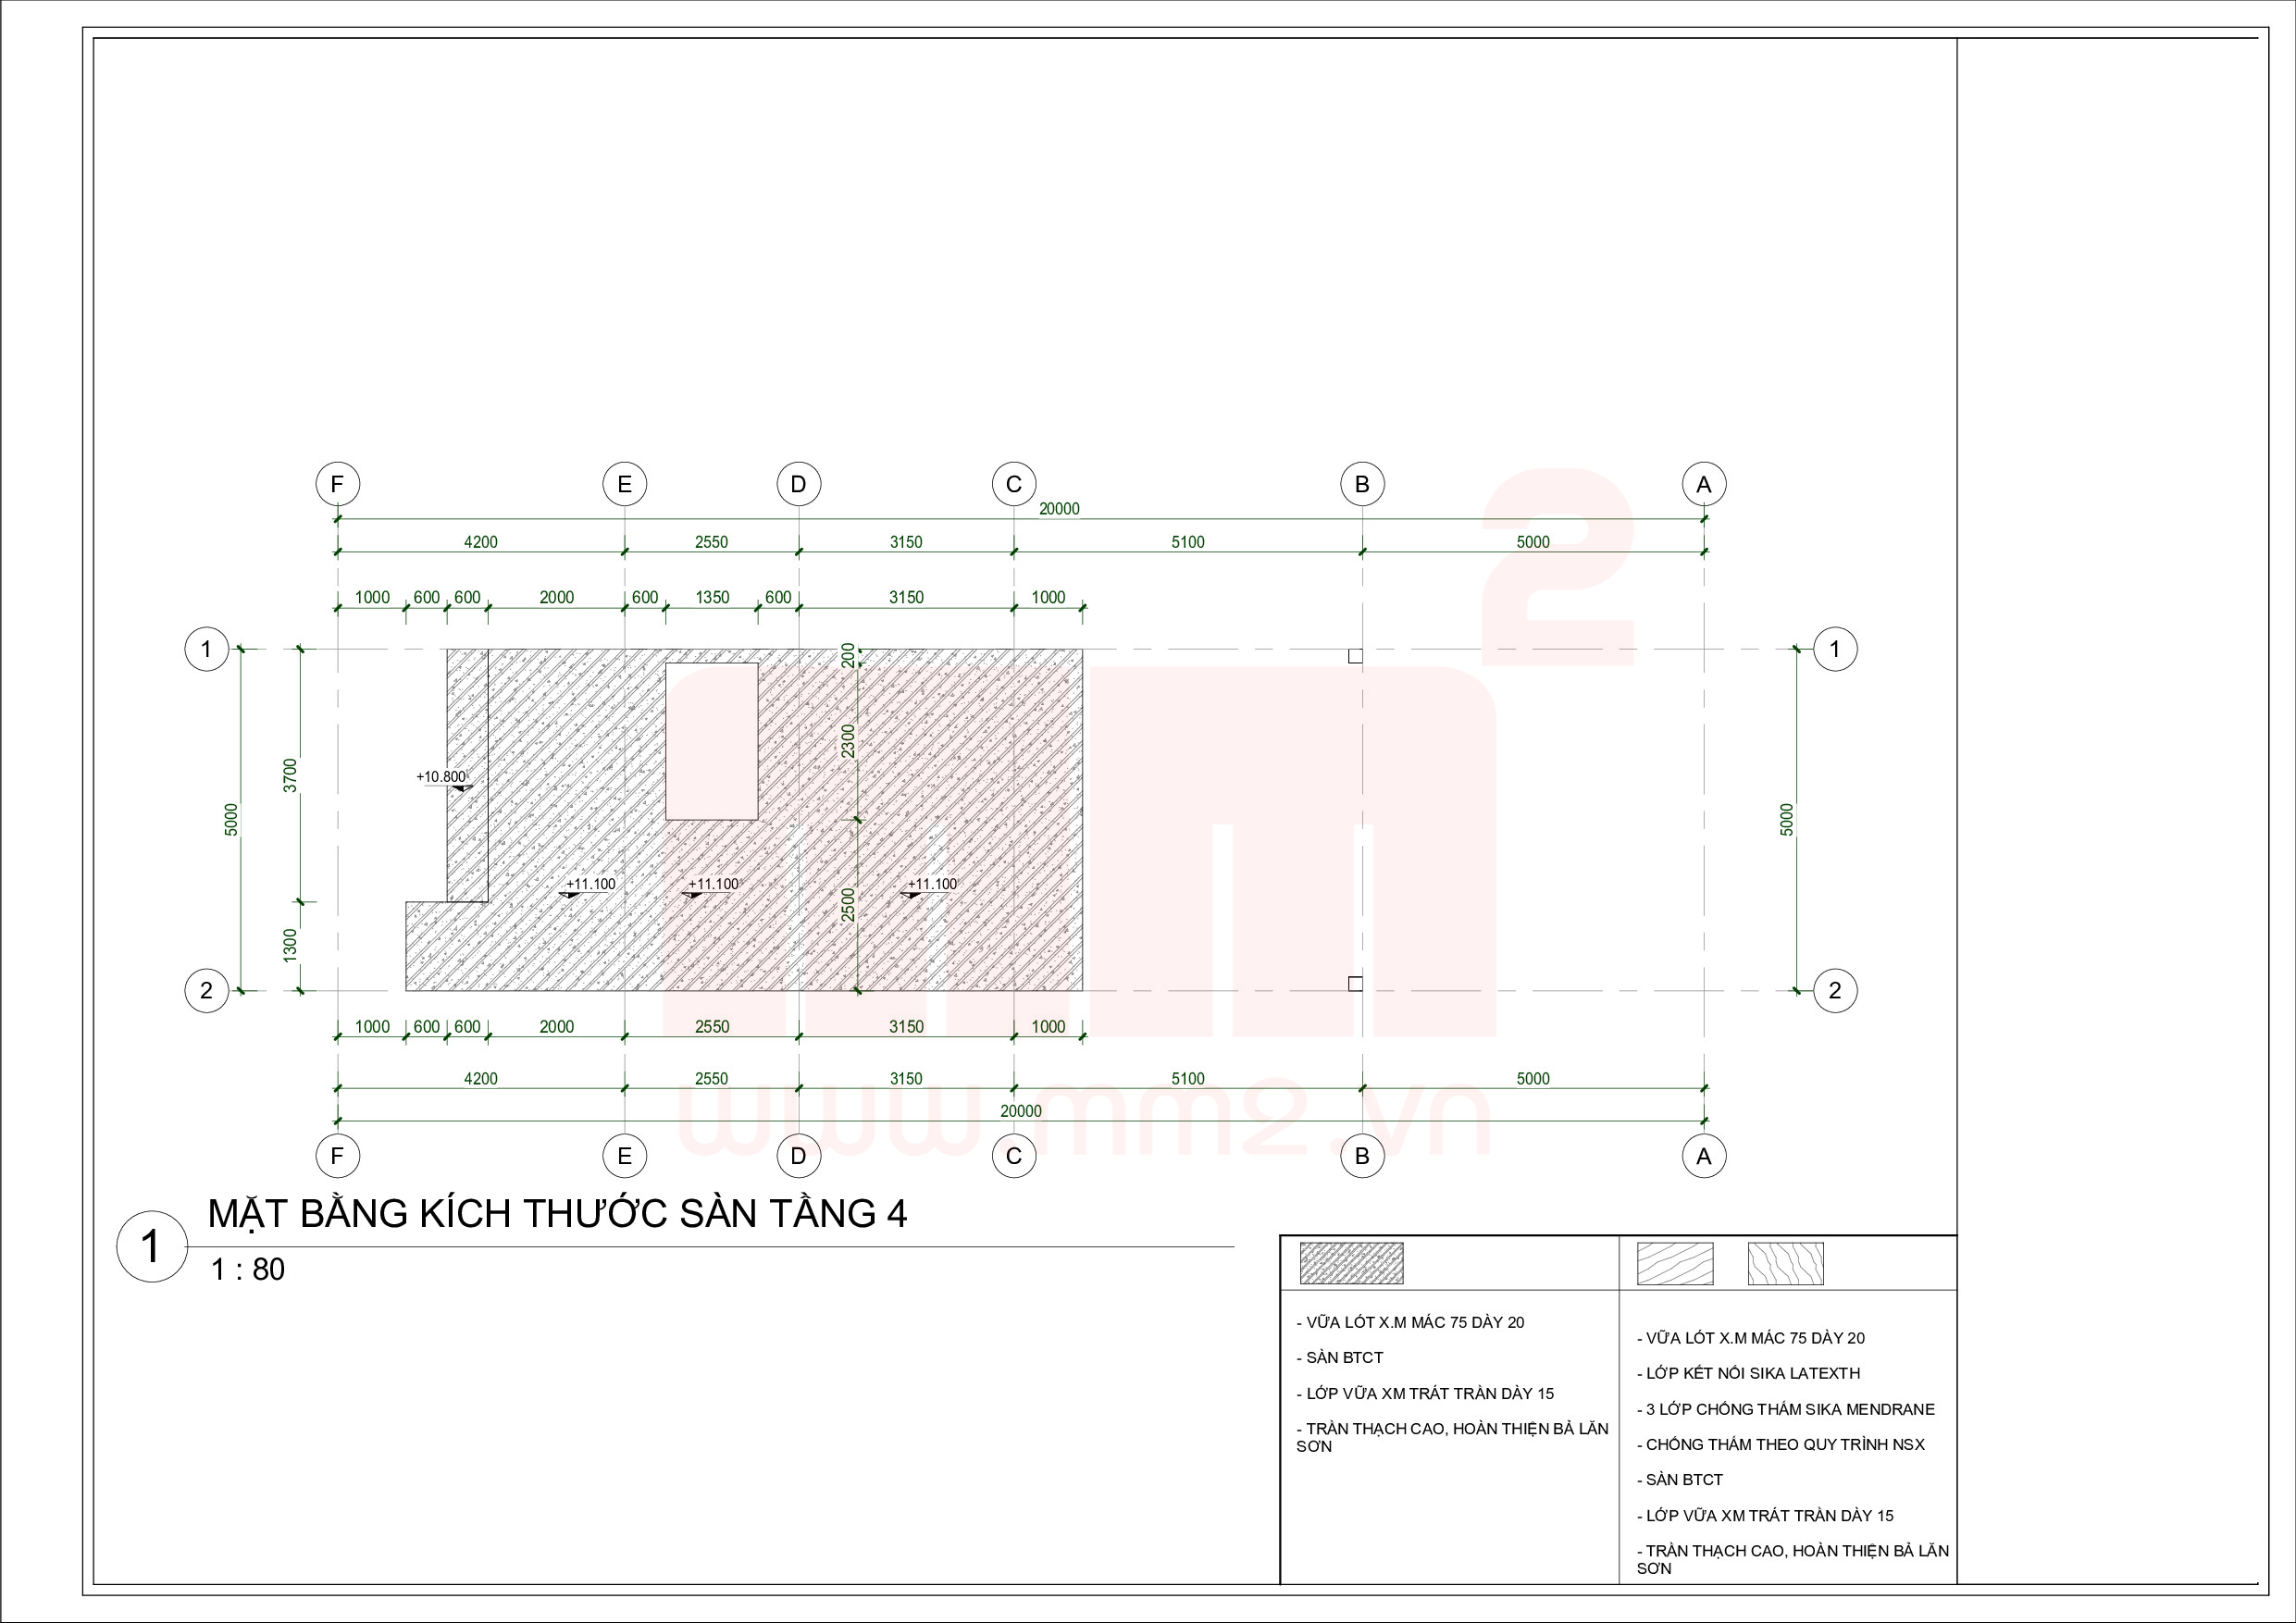 F E D C B A
20000
4200 2550 3150 5100 5000
1000 600 600 2000 600 1350 600 3150 1000
1 1
200
2300
+10.800
3700
5000 5000
+11.100 +11.100 +11.100
2500
1300
2 2
1000 600 600 2000 2550 3150 1000
4200 2550 3150 5100 5000
20000
mm2
www.mm2.vn
F E D C B A
1 MẶT BẰNG KÍCH THƯỚC SÀN TẦNG 4
1 : 80
- VỮA LÓT X.M MÁC 75 DÀY 20
- SÀN BTCT
- LỚP VỮA XM TRÁT TRẦN DÀY 15
- TRẦN THẠCH CAO, HOÀN THIỆN BẢ LĂN
SƠN
- VỮA LÓT X.M MÁC 75 DÀY 20
- LỚP KẾT NỐI SIKA LATEXTH
- 3 LỚP CHỐNG THẤM SIKA MENDRANE
- CHỐNG THẤM THEO QUY TRÌNH NSX
- SÀN BTCT
- LỚP VỮA XM TRÁT TRẦN DÀY 15
- TRẦN THẠCH CAO, HOÀN THIỆN BẢ LĂN
SƠN